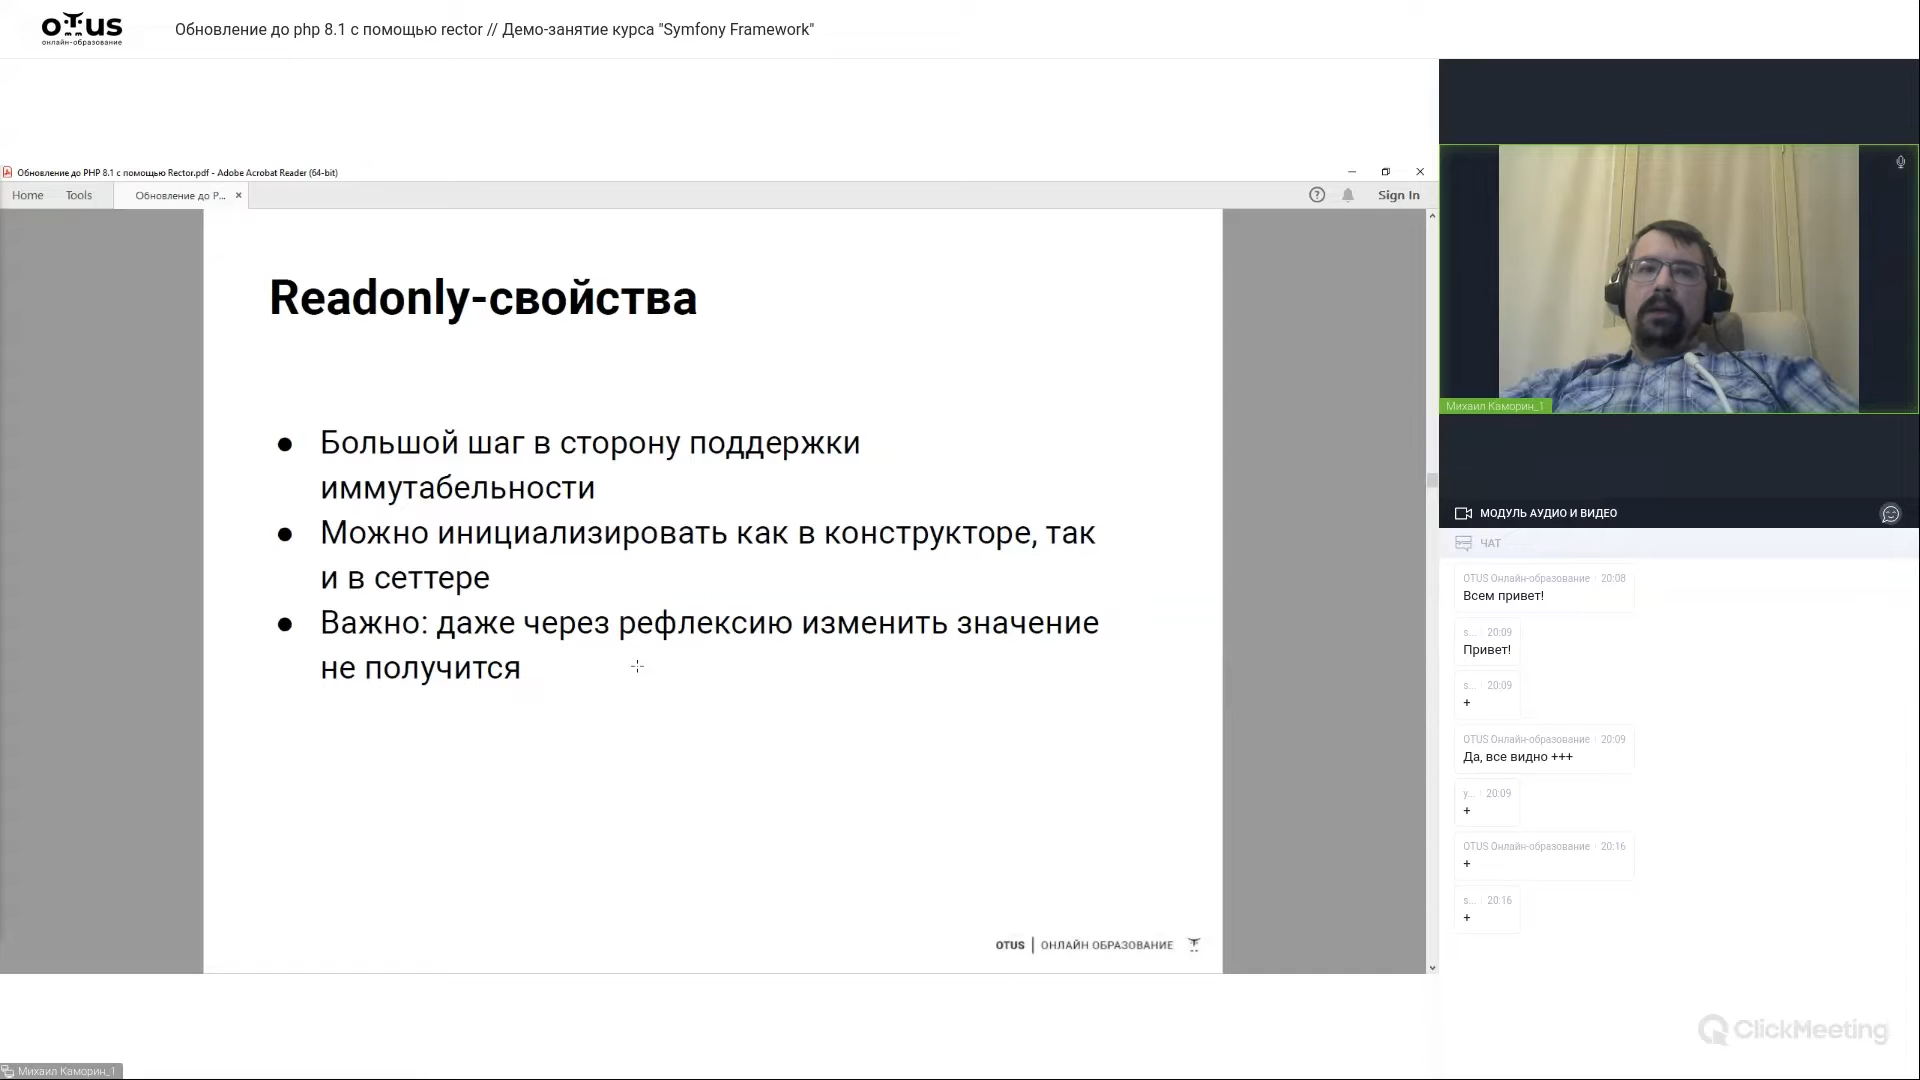 OTUS
онлайн-образование
Обновление до php 8.1 с помощью rector // Демо-занятие курса "Symfony Framework"
Обновление до PHP 8.1 с помощью Rector.pdf - Adobe Acrobat Reader (64-bit)
Home
Tools
Обновление до P...
Sign In
Readonly-свойства
● Большой шаг в сторону поддержки
иммутабельности
● Можно инициализировать как в конструкторе, так
и в сеттере
● Важно: даже через рефлексию изменить значение
не получится
OTUS | ОНЛАЙН ОБРАЗОВАНИЕ
Михаил Каморин_1
Михаил Каморин_1
МОДУЛЬ АУДИО И ВИДЕО
ЧАТ
OTUS Онлайн-образование 20:08
Всем привет!
s... 20:09
Привет!
s... 20:09
+
OTUS Онлайн-образование 20:09
Да, все видно +++
y... 20:09
+
OTUS Онлайн-образование 20:16
+
s... 20:16
+
ClickMeeting